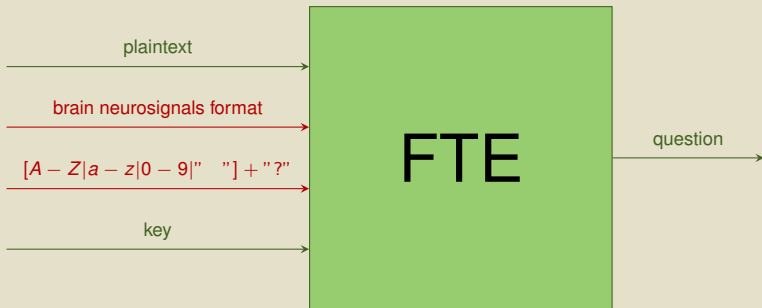 plaintext
brain neurosignals format
[A − Z|a − z|0 − 9|" "] + "?"
key
FTE
question